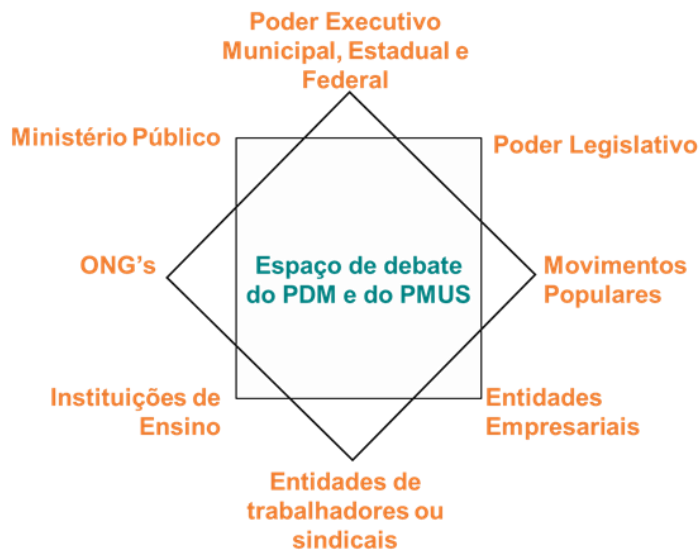 Poder Executivo
Municipal, Estadual e
Federal
Ministério Público
Poder Legislativo
ONG's
Espaço de debate
do PDM e do PMUS
Movimentos
Populares
Instituições de
Ensino
Entidades
Empresariais
Entidades de
trabalhadores ou
sindicais